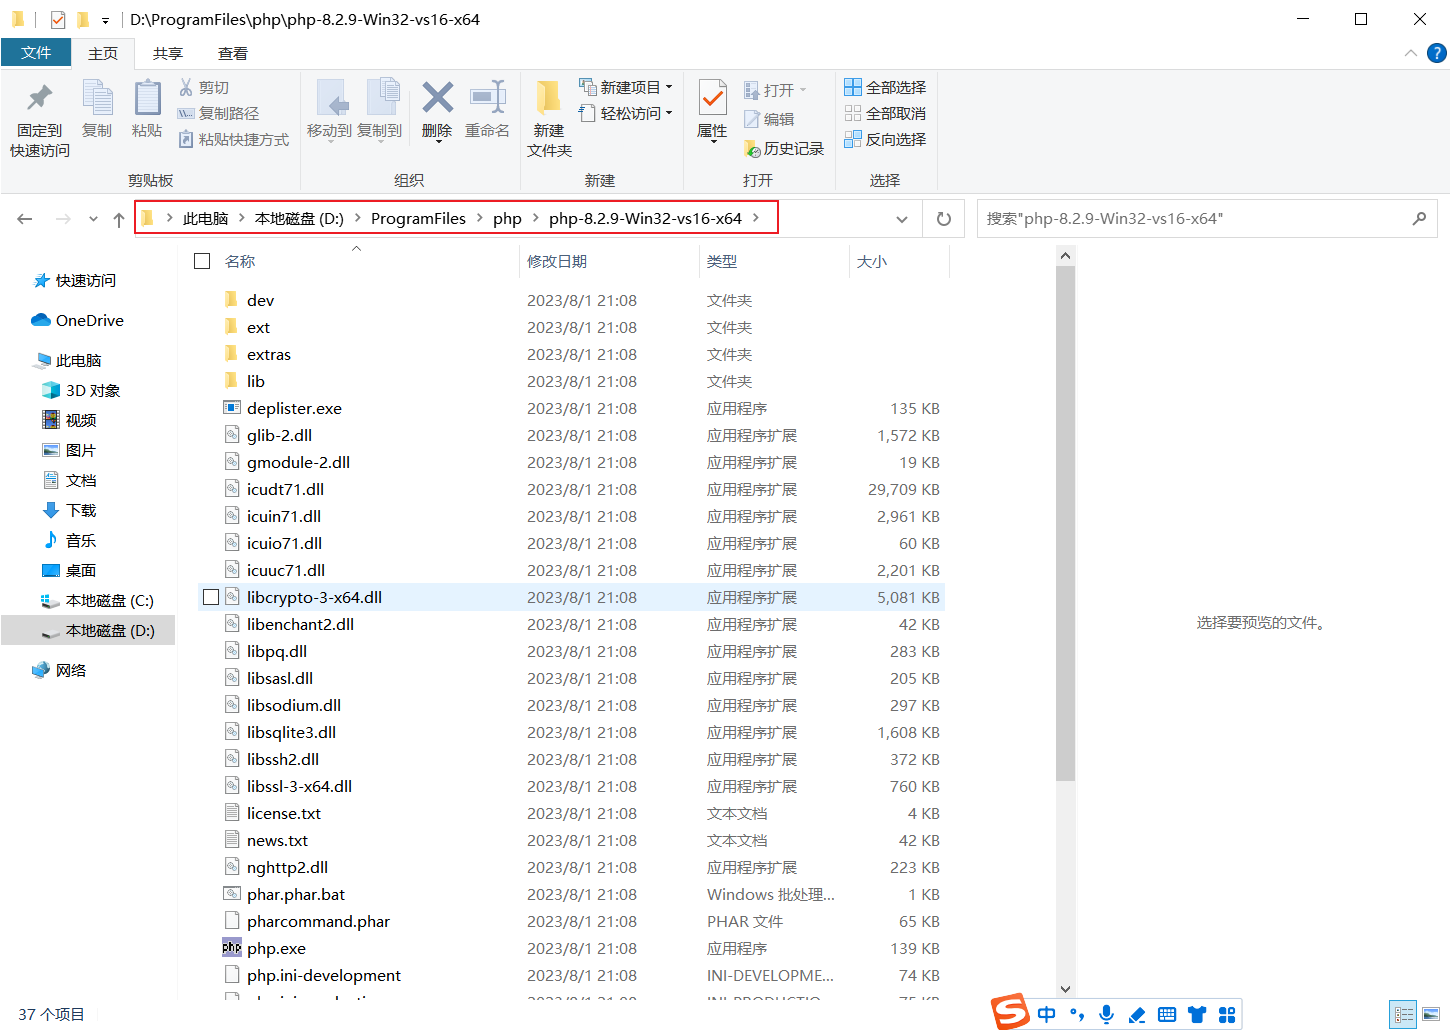 D:\ProgramFiles\php\php-8.2.9-Win32-vs16-x64
文件 主页 共享 查看
固定到
快速访问
复制
粘贴
剪切
复制路径
粘贴快捷方式
剪贴板
移动到
复制到
删除
重命名
组织
新建
文件夹
新建项目
轻松访问
新建
属性
打开
编辑
历史记录
打开
全部选择
全部取消
反向选择
选择
此电脑 本地磁盘 (D:) ProgramFiles php php-8.2.9-Win32-vs16-x64
搜索"php-8.2.9-Win32-vs16-x64"
快速访问
OneDrive
此电脑
3D 对象
视频
图片
文档
下载
音乐
桌面
本地磁盘 (C:)
本地磁盘 (D:)
网络
名称 修改日期 类型 大小
dev 2023/8/1 21:08 文件夹
ext 2023/8/1 21:08 文件夹
extras 2023/8/1 21:08 文件夹
lib 2023/8/1 21:08 文件夹
deplister.exe 2023/8/1 21:08 应用程序 135 KB
glib-2.dll 2023/8/1 21:08 应用程序扩展 1,572 KB
gmodule-2.dll 2023/8/1 21:08 应用程序扩展 19 KB
icudt71.dll 2023/8/1 21:08 应用程序扩展 29,709 KB
icuin71.dll 2023/8/1 21:08 应用程序扩展 2,961 KB
icuio71.dll 2023/8/1 21:08 应用程序扩展 60 KB
icuuc71.dll 2023/8/1 21:08 应用程序扩展 2,201 KB
libcrypto-3-x64.dll 2023/8/1 21:08 应用程序扩展 5,081 KB
libenchant2.dll 2023/8/1 21:08 应用程序扩展 42 KB
libpq.dll 2023/8/1 21:08 应用程序扩展 283 KB
libsasl.dll 2023/8/1 21:08 应用程序扩展 205 KB
libsodium.dll 2023/8/1 21:08 应用程序扩展 297 KB
libsqlite3.dll 2023/8/1 21:08 应用程序扩展 1,608 KB
libssh2.dll 2023/8/1 21:08 应用程序扩展 372 KB
libssl-3-x64.dll 2023/8/1 21:08 应用程序扩展 760 KB
license.txt 2023/8/1 21:08 文本文档 4 KB
news.txt 2023/8/1 21:08 文本文档 42 KB
nghttp2.dll 2023/8/1 21:08 应用程序扩展 223 KB
phar.phar.bat 2023/8/1 21:08 Windows 批处理... 1 KB
pharcommand.phar 2023/8/1 21:08 PHAR 文件 65 KB
php php.exe 2023/8/1 21:08 应用程序 139 KB
php.ini-development 2023/8/1 21:08 INI-DEVELOPME... 74 KB
选择要预览的文件。
37 个项目
S 中